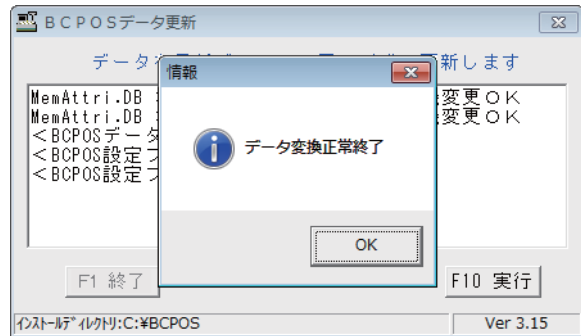 BCPOSデータ更新
データ
新します
情報
MemAttri.DB
変更OK
MemAttri.DB
変更OK
<BCPOSデータ
<BCPOS設定フ
<BCPOS設定フ
データ変換正常終了
OK
F1 終了
F10 実行
インストールディレクトリ:C:¥BCPOS
Ver 3.15